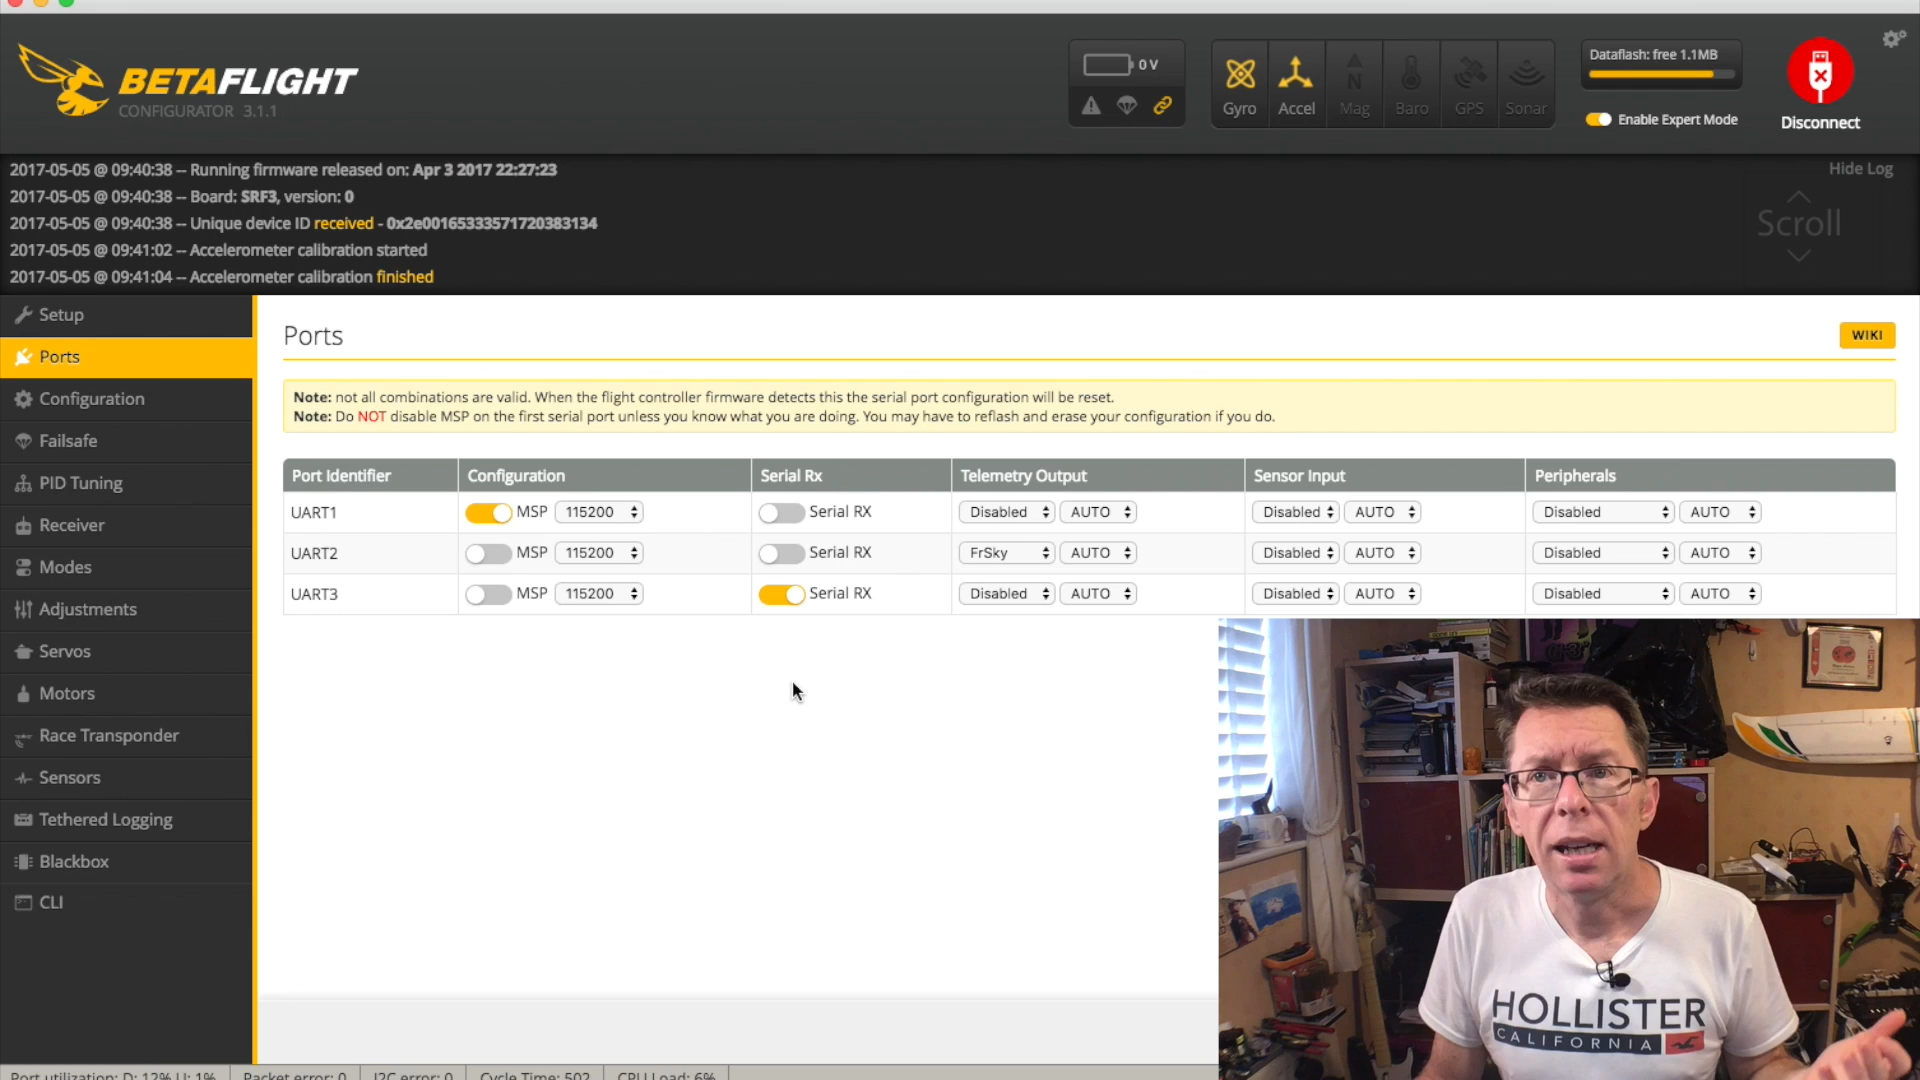 BETAFLIGHT
CONFIGURATOR 3.1.1
0 V
Gyro Accel Mag Baro GPS Sonar
Dataflash: free 1.1MB
Enable Expert Mode
Disconnect
2017-05-05 @ 09:40:38 -- Running firmware released on: Apr 3 2017 22:27:23
2017-05-05 @ 09:40:38 -- Board: SRF3, version: 0
2017-05-05 @ 09:40:38 -- Unique device ID received - 0x2e00165333571720383134
2017-05-05 @ 09:41:02 -- Accelerometer calibration started
2017-05-05 @ 09:41:04 -- Accelerometer calibration finished
Hide Log
Scroll
Setup
Ports
Configuration
Failsafe
PID Tuning
Receiver
Modes
Adjustments
Servos
Motors
Race Transponder
Sensors
Tethered Logging
Blackbox
CLI
Ports
WIKI
Note: not all combinations are valid. When the flight controller firmware detects this the serial port configuration will be reset.
Note: Do NOT disable MSP on the first serial port unless you know what you are doing. You may have to reflash and erase your configuration if you do.
Port Identifier Configuration Serial Rx Telemetry Output Sensor Input Peripherals
UART1 MSP 115200 Serial RX Disabled AUTO Disabled AUTO Disabled AUTO
UART2 MSP 115200 Serial RX FrSky AUTO Disabled AUTO Disabled AUTO
UART3 MSP 115200 Serial RX Disabled AUTO Disabled AUTO Disabled AUTO
HOLLISTER
CALIFORNIA
Port utilization: D: 12% U: 1% Packet error: 0 I2C error: 0 Cycle Time: 502 CPU Load: 6%